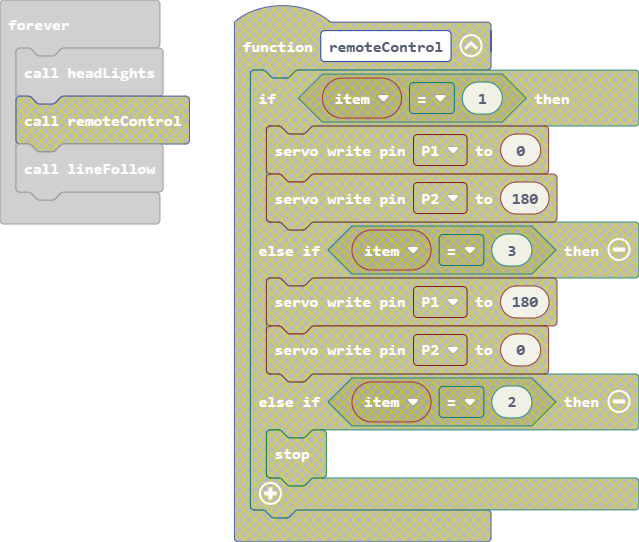 forever
call headLights
call remoteControl
call lineFollow
function remoteControl
if item = 1 then
servo write pin P1 to 0
servo write pin P2 to 180
else if item = 3 then
servo write pin P1 to 180
servo write pin P2 to 0
else if item = 2 then
stop